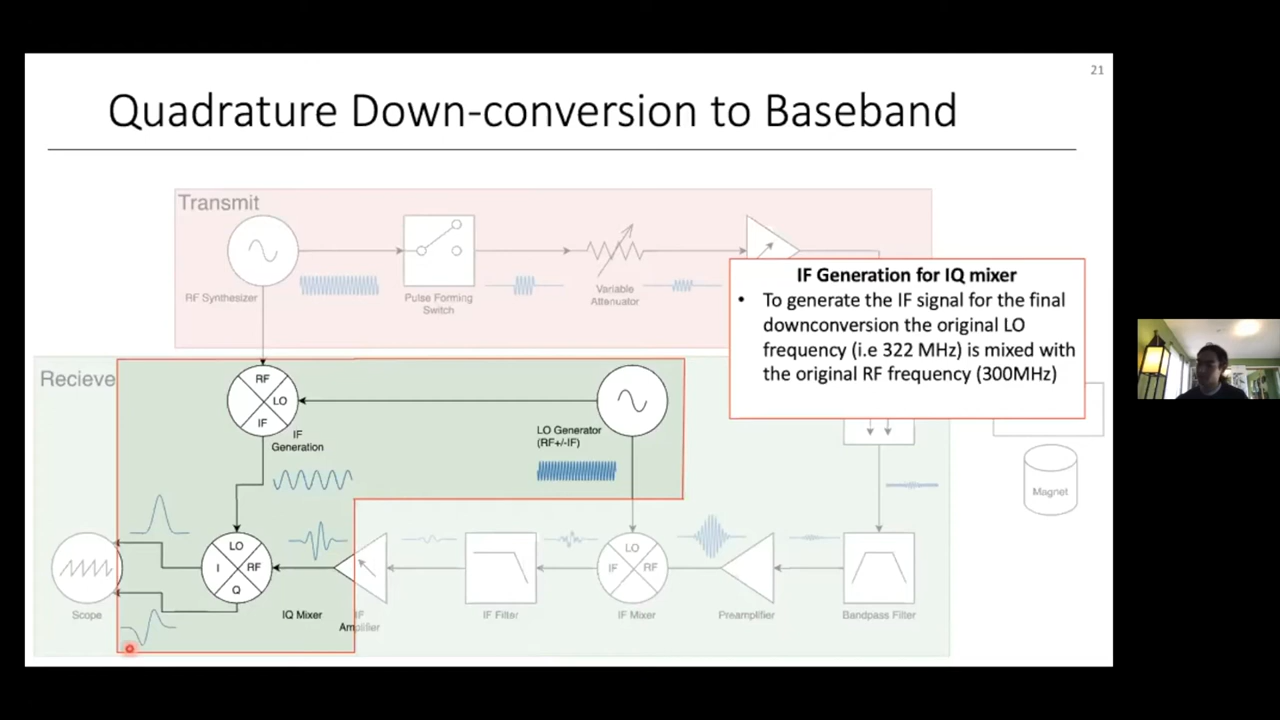 21
Quadrature Down-conversion to Baseband
Transmit
RF Synthesizer
Pulse Forming
Switch
Variable
Attenuator
IF Generation for IQ mixer
• To generate the IF signal for the final
downconversion the original LO
frequency (i.e 322 MHz) is mixed with
the original RF frequency (300MHz)
Recieve
RF
LO
IF
IF
Generation
LO Generator
(RF+/-IF)
Magnet
LO
I
RF
Q
LO
IF
RF
Scope
IQ Mixer
IF
Amplifier
IF Filter
IF Mixer
Preamplifier
Bandpass Filter